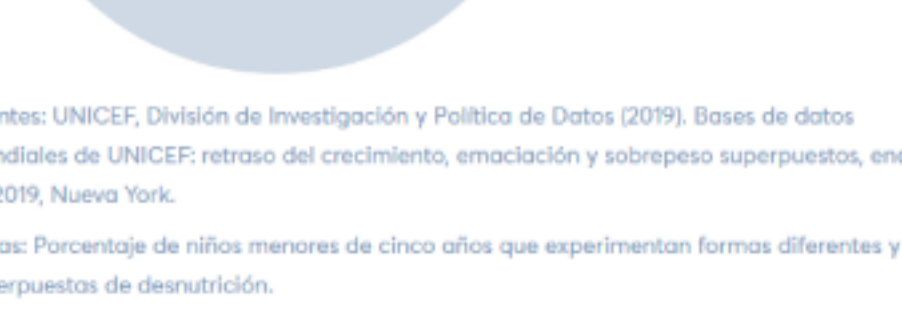 ntes: UNICEF, División de Investigación y Política de Datos (2019). Bases de datos
ndiales de UNICEF: retraso del crecimiento, emaciación y sobrepeso superpuestos, ene
2019, Nueva York.
as: Porcentaje de niños menores de cinco años que experimentan formas diferentes y
erpuestas de desnutrición.